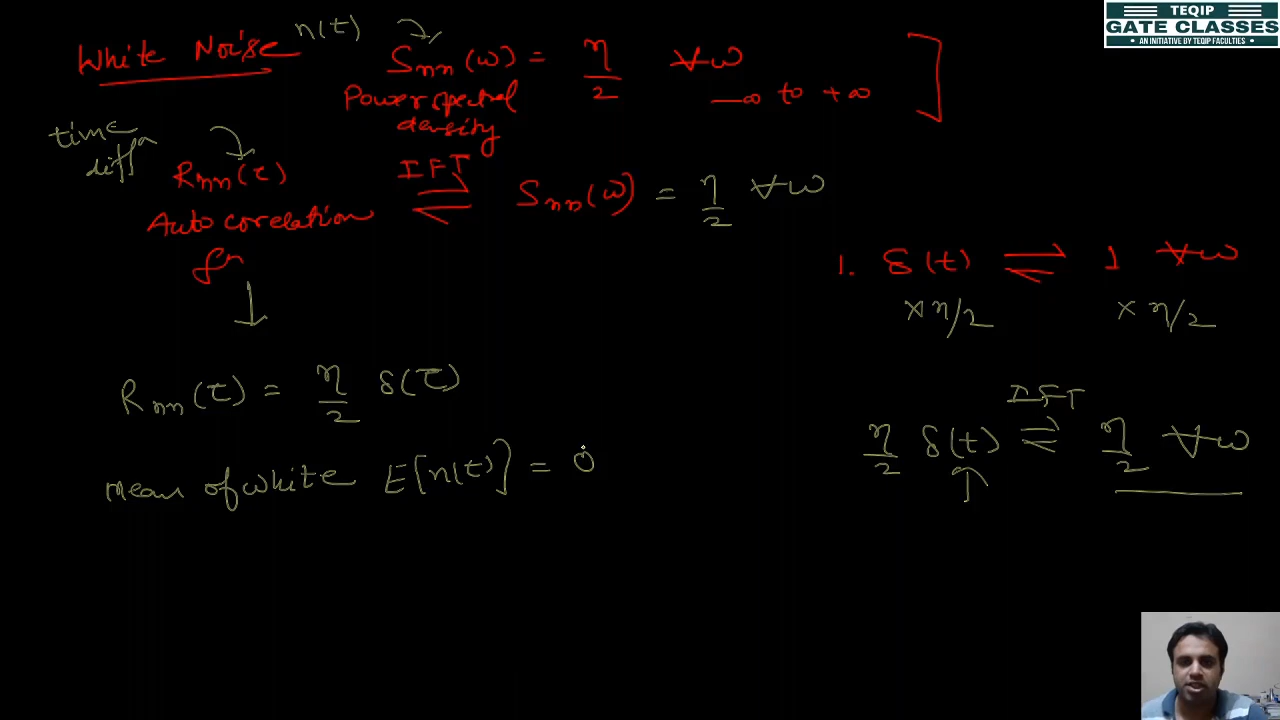 TEQIP
GATE CLASSES
AN INITIATIVE BY TEQIP FACULTIES
White Noise n(t)
Snn(ω) = η/2 ∀ω
-∞ to +∞
Power spectral
density
time
diffn
Rnn(τ) IFT ⇌ Snn(ω) = η/2 ∀ω
Auto corelation
fn
1. δ(t) ⇌ 1 ∀ω
×η/2 ×η/2
Rnn(τ) = η/2 δ(τ)
η/2 δ(t) IFT ⇌ η/2 ∀ω
mean of white E[n(t)] = 0